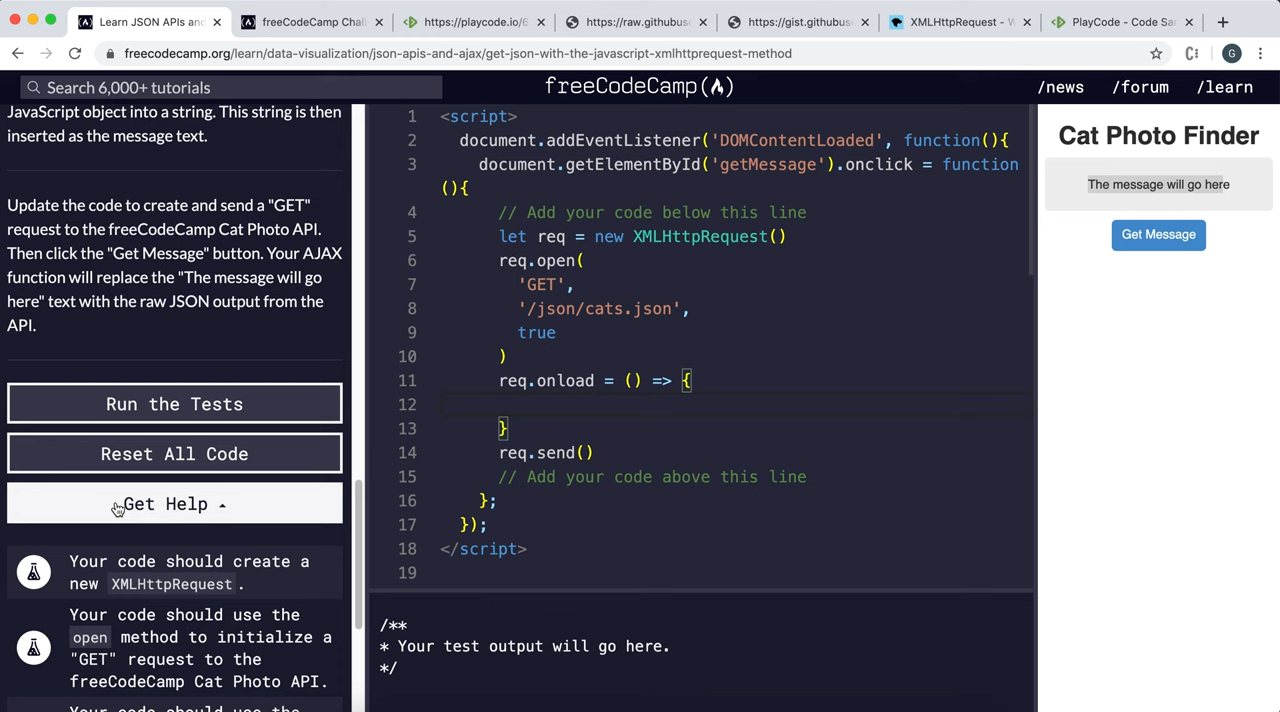 Learn JSON APIs and
freeCodeCamp Chall
https://playcode.io/6
https://raw.githubuse
https://gist.githubuse
XMLHttpRequest - W
PlayCode - Code San
freecodecamp.org/learn/data-visualization/json-apis-and-ajax/get-json-with-the-javascript-xmlhttprequest-method
G
Search 6,000+ tutorials
freeCodeCamp
/news
/forum
/learn
JavaScript object into a string. This string is then
inserted as the message text.
Update the code to create and send a "GET"
request to the freeCodeCamp Cat Photo API.
Then click the "Get Message" button. Your AJAX
function will replace the "The message will go
here" text with the raw JSON output from the
API.
Run the Tests
Reset All Code
Get Help
Your code should create a
new XMLHttpRequest.
Your code should use the
open method to initialize a
"GET" request to the
freeCodeCamp Cat Photo API.
Your code should use the
1 <script>
2 document.addEventListener('DOMContentLoaded', function(){
3 document.getElementById('getMessage').onclick = function
(){
4 // Add your code below this line
5 let req = new XMLHttpRequest()
6 req.open(
7 'GET',
8 '/json/cats.json',
9 true
10 )
11 req.onload = () => {
12
13 }
14 req.send()
15 // Add your code above this line
16 };
17 });
18 </script>
19
/**
* Your test output will go here.
*/
Cat Photo Finder
The message will go here
Get Message